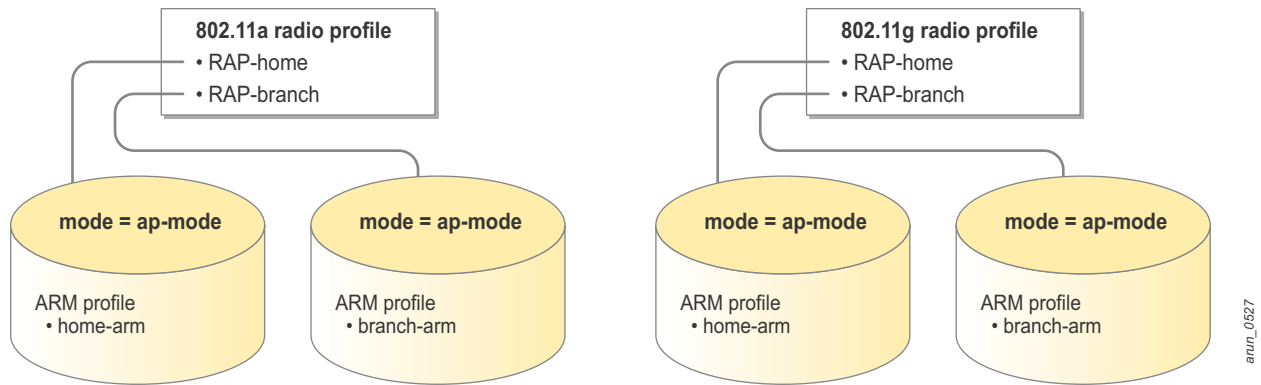 802.11a radio profile
• RAP-home
• RAP-branch
mode = ap-mode
ARM profile
• home-arm
mode = ap-mode
ARM profile
• branch-arm
802.11g radio profile
• RAP-home
• RAP-branch
mode = ap-mode
ARM profile
• home-arm
mode = ap-mode
ARM profile
• branch-arm
arun_0527